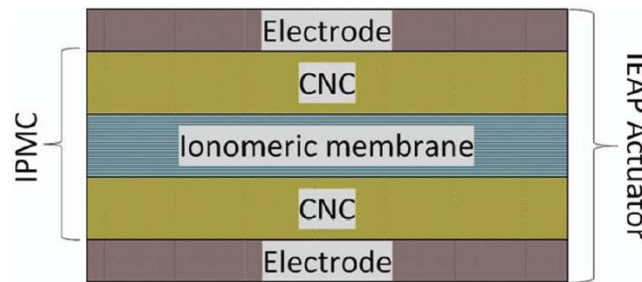 Electrode
CNC
Ionomeric membrane
CNC
Electrode
IPMC
IEAP Actuator